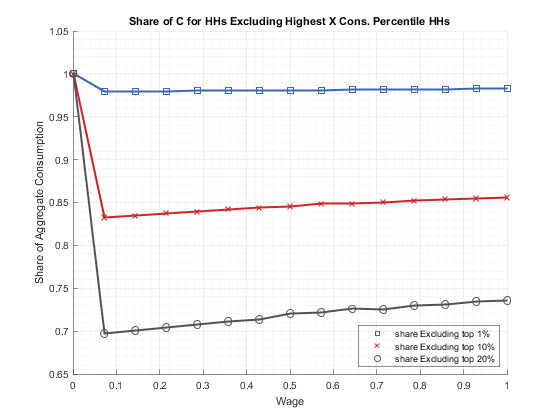 Share of C for HHs Excluding Highest X Cons. Percentile HHs
1.05
1
0.95
0.9
0.85
0.8
0.75
0.7
0.65
Share of Aggregate Consumption
share Excluding top 1%
share Excluding top 10%
share Excluding top 20%
0 0.1 0.2 0.3 0.4 0.5 0.6 0.7 0.8 0.9 1
Wage